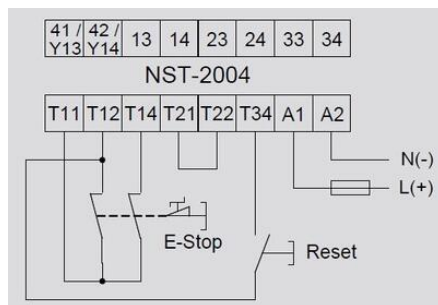 41 / 42 / 13 14 23 24 33 34
Y13 Y14
NST-2004
T11 T12 T14 T21 T22 T34 A1 A2
N(-)
L(+)
E-Stop
Reset